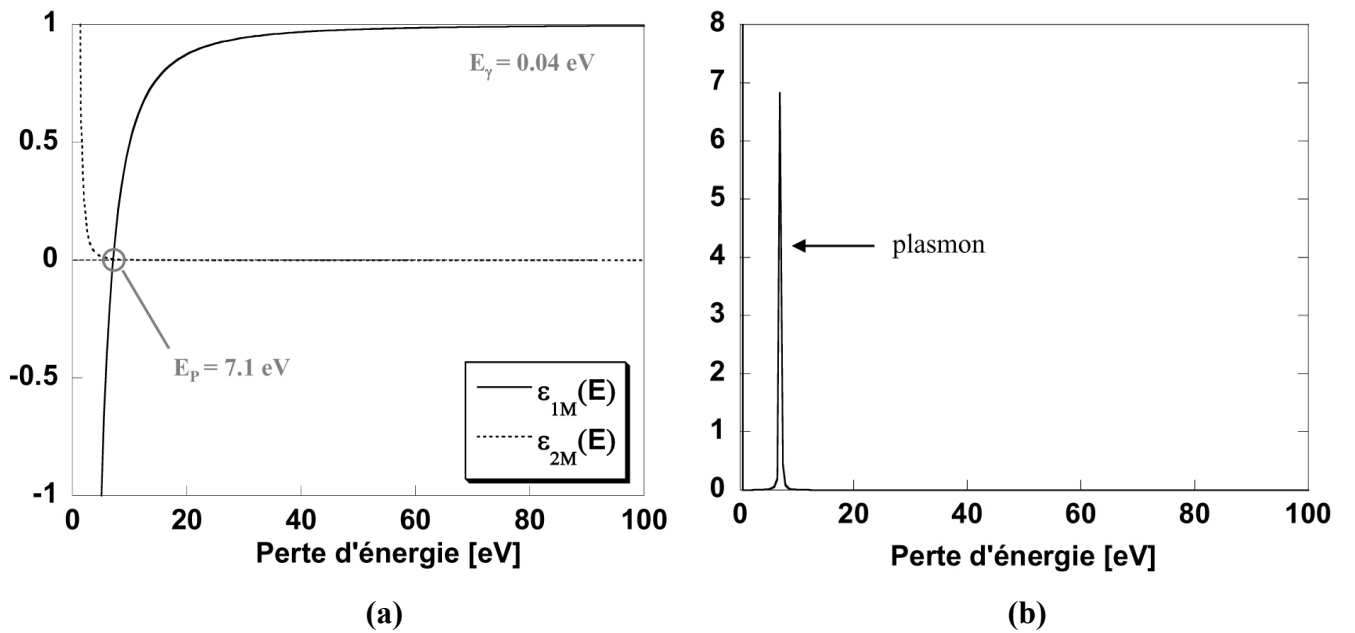 1
0.5
0
-0.5
-1
E_γ = 0.04 eV
E_P = 7.1 eV
ε_1M(E)
ε_2M(E)
0 20 40 60 80 100
Perte d'énergie [eV]
(a)
8
7
6
5
4
3
2
1
0
plasmon
0 20 40 60 80 100
Perte d'énergie [eV]
(b)